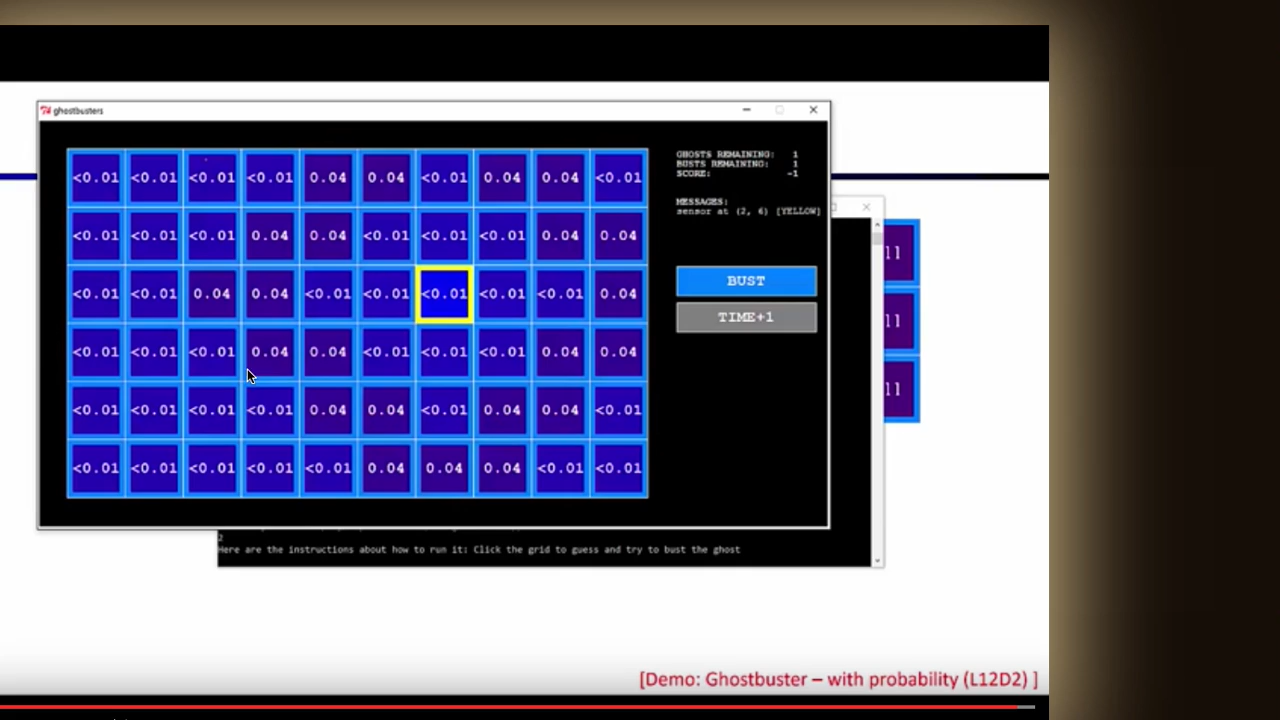 ghostbusters
<0.01 <0.01 <0.01 <0.01 0.04 0.04 <0.01 0.04 0.04 <0.01
<0.01 <0.01 <0.01 0.04 0.04 <0.01 <0.01 <0.01 0.04 0.04
<0.01 <0.01 0.04 0.04 <0.01 <0.01 <0.01 <0.01 <0.01 0.04
<0.01 <0.01 <0.01 0.04 0.04 <0.01 <0.01 <0.01 0.04 0.04
<0.01 <0.01 <0.01 <0.01 0.04 0.04 <0.01 0.04 0.04 <0.01
<0.01 <0.01 <0.01 <0.01 <0.01 0.04 0.04 0.04 <0.01 <0.01
GHOSTS REMAINING: 1
BUSTS REMAINING: 1
SCORE: -1
MESSAGES:
sensor at (2, 6) [YELLOW]
BUST
TIME+1
11
11
11
2
Here are the instructions about how to run it: Click the grid to guess and try to bust the ghost
[Demo: Ghostbuster – with probability (L12D2) ]